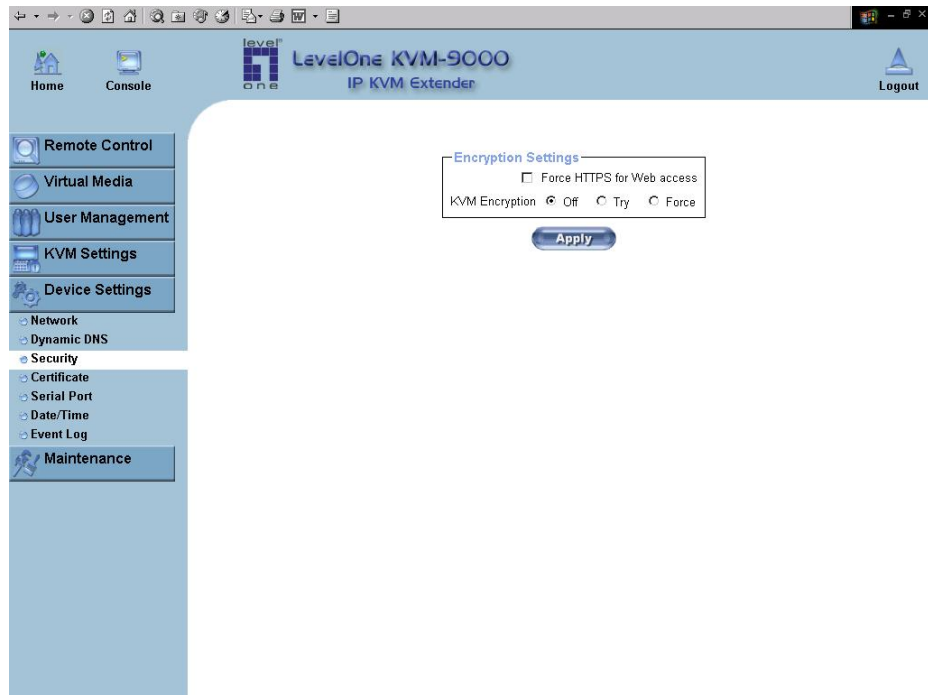 level
one
LevelOne KVM-9000
IP KVM Extender
Home
Console
Logout
Remote Control
Virtual Media
User Management
KVM Settings
Device Settings
Network
Dynamic DNS
Security
Certificate
Serial Port
Date/Time
Event Log
Maintenance
Encryption Settings
Force HTTPS for Web access
KVM Encryption Off Try Force
Apply